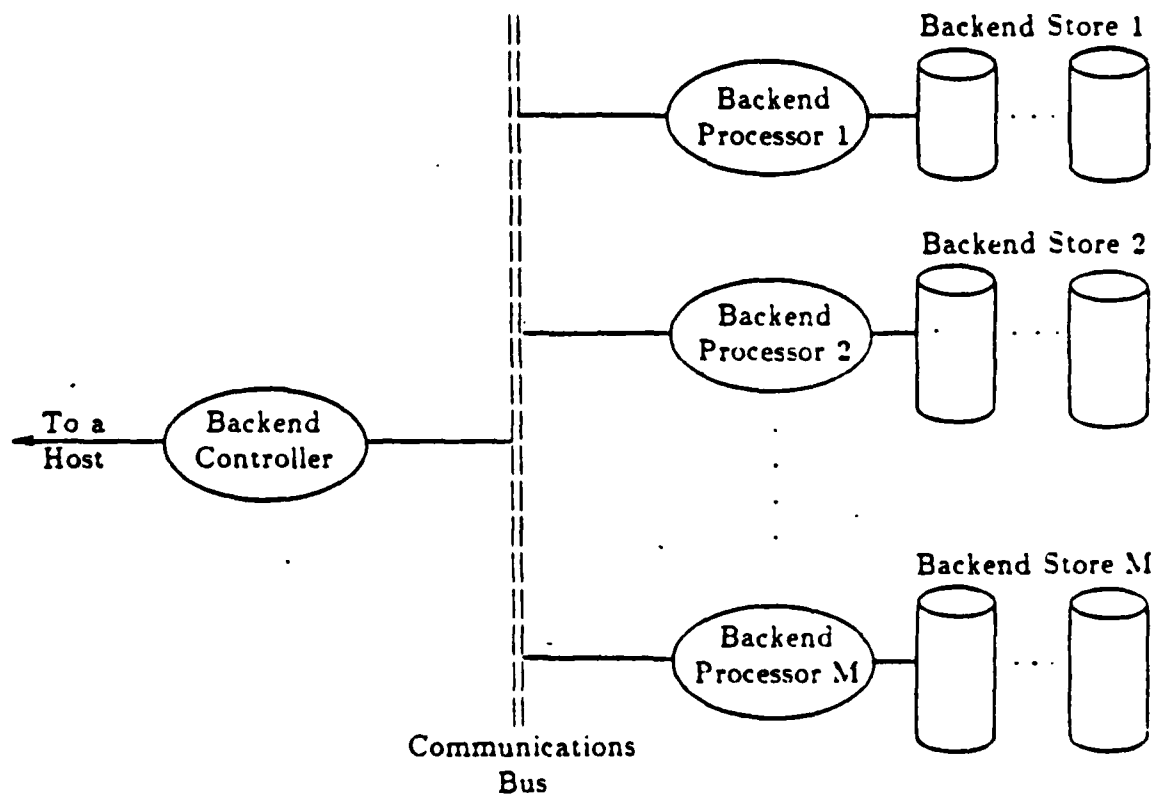 Backend Store 1
Backend
Processor 1
Backend Store 2
Backend
Processor 2
To a
Host
Backend
Controller
Backend Store M
Backend
Processor M
Communications
Bus